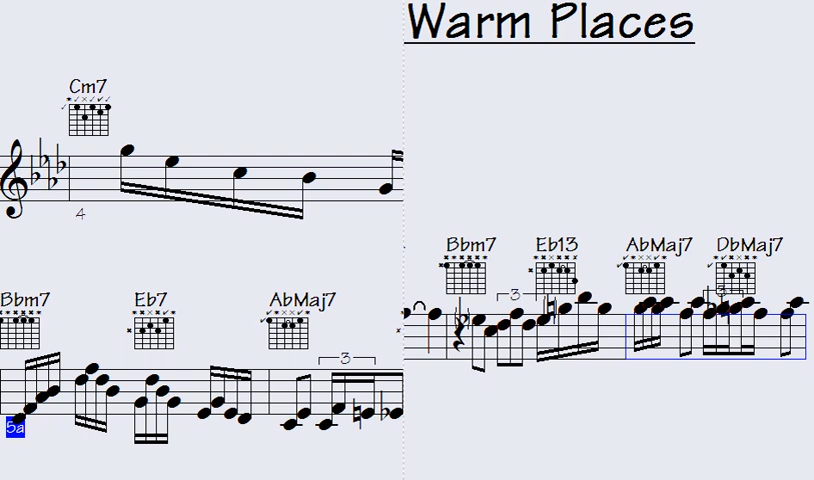 Warm Places
Cm7
4
Bbm7 Eb13 AbMaj7 DbMaj7
3 3
Bbm7 Eb7 AbMaj7
3
5a